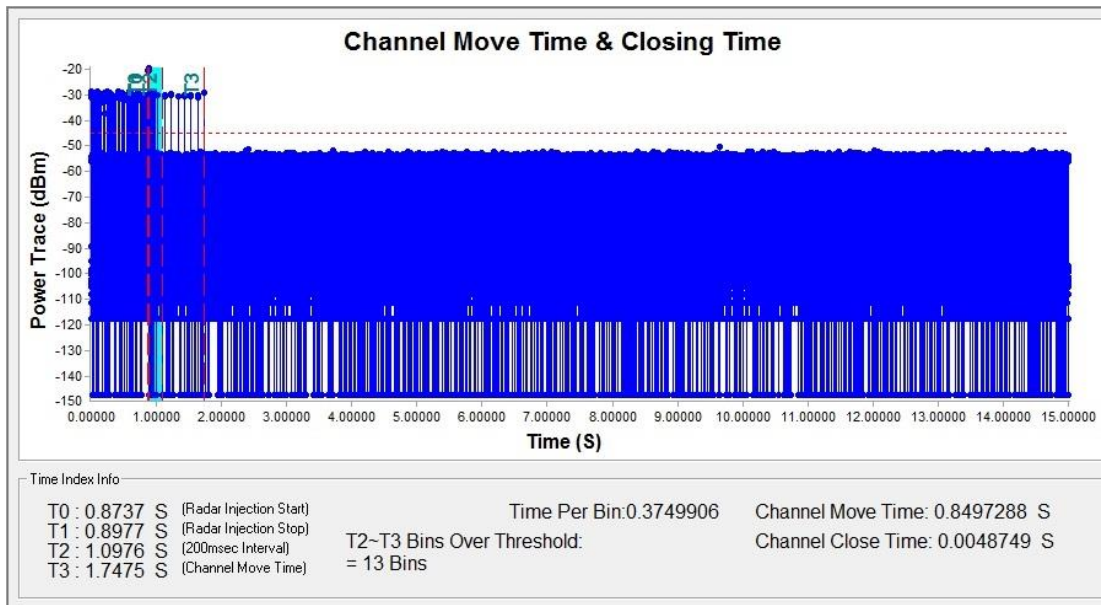 Channel Move Time & Closing Time
-20
-30
-40
-50
-60
-70
-80
-90
-100
-110
-120
-130
-140
-150
Power Trace (dBm)
T3
0.00000 1.00000 2.00000 3.00000 4.00000 5.00000 6.00000 7.00000 8.00000 9.00000 10.00000 11.00000 12.00000 13.00000 14.00000 15.00000
Time (S)
Time Index Info
T0 : 0.8737 S (Radar Injection Start)
T1 : 0.8977 S (Radar Injection Stop)
T2 : 1.0976 S (200msec Interval)
T3 : 1.7475 S (Channel Move Time)
Time Per Bin:0.3749906
T2~T3 Bins Over Threshold:
= 13 Bins
Channel Move Time: 0.8497288 S
Channel Close Time: 0.0048749 S